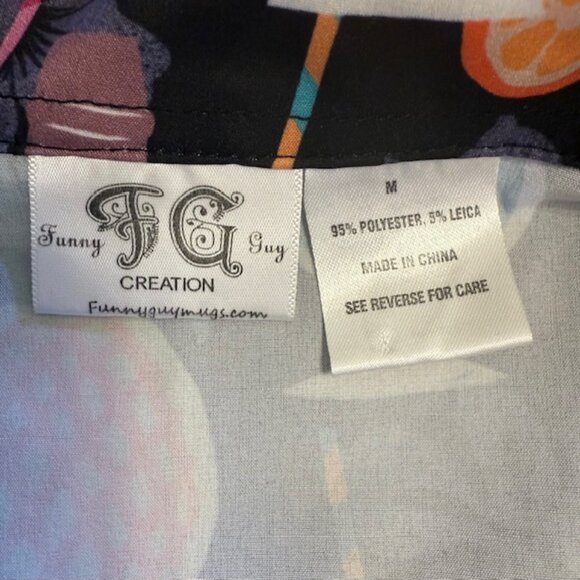 Funny FG Guy
CREATION
Funnyguymugs.com
M
95% POLYESTER, 5% LEICA
MADE IN CHINA
SEE REVERSE FOR CARE